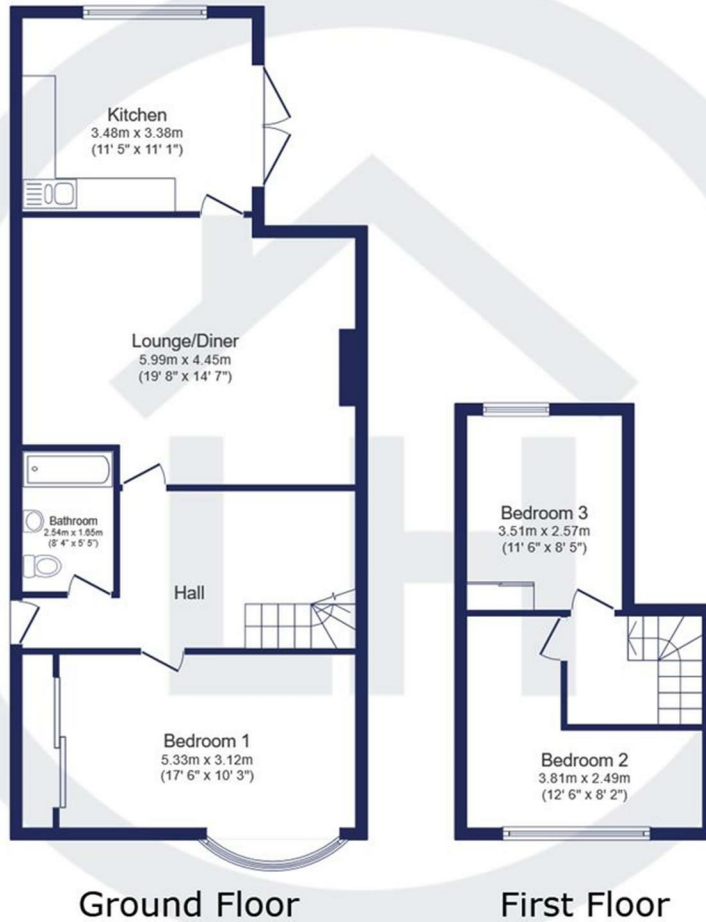 Kitchen
3.48m x 3.38m
(11' 5" x 11' 1")
Lounge/Diner
5.99m x 4.45m
(19' 8" x 14' 7")
Bathroom
2.54m x 1.65m
(8' 4" x 5' 5")
Hall
Bedroom 1
5.33m x 3.12m
(17' 6" x 10' 3")
Ground Floor
Bedroom 3
3.51m x 2.57m
(11' 6" x 8' 5")
Bedroom 2
3.81m x 2.49m
(12' 6" x 8' 2")
First Floor